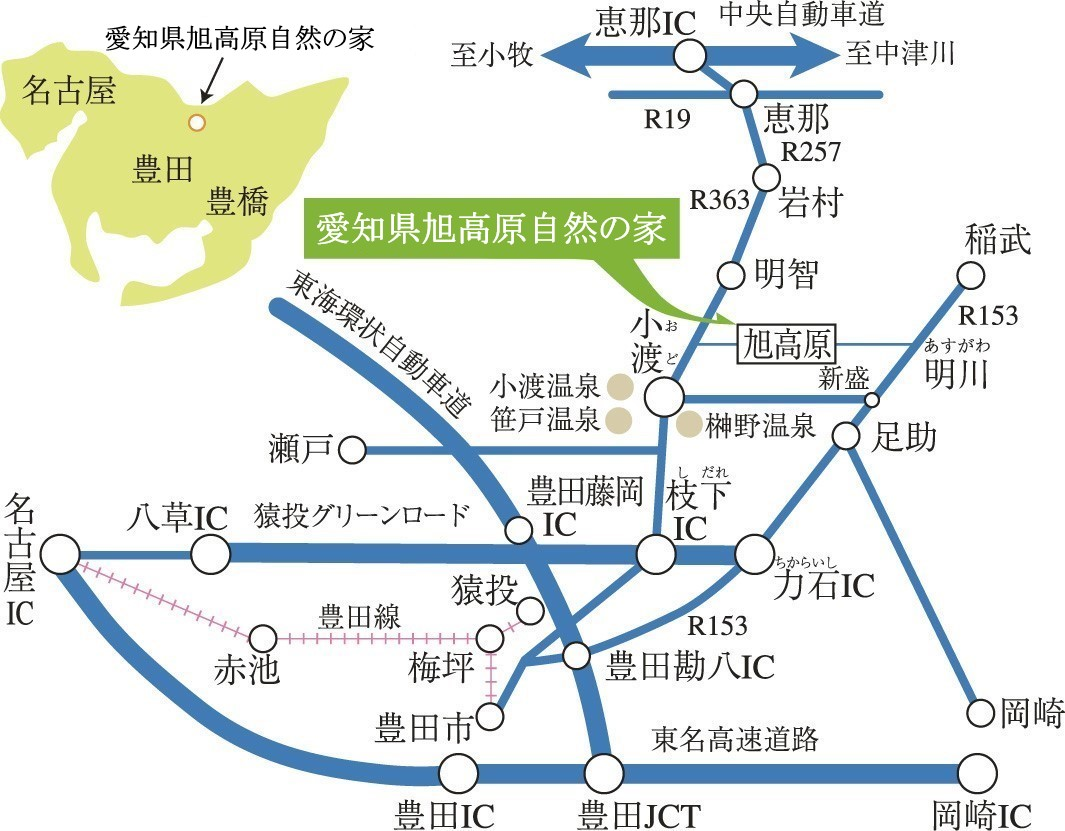 愛知県旭高原自然の家
名古屋
豊田
豊橋
恵那IC
中央自動車道
至小牧
至中津川
R19
恵那
R257
R363
岩村
愛知県旭高原自然の家
明智
稲武
R153
東海環状自動車道
小渡
おど
旭高原
あすがわ
明川
新盛
小渡温泉
笹戸温泉
榊野温泉
足助
瀬戸
豊田藤岡
IC
しだれ
枝下
IC
名古屋IC
八草IC
猿投グリーンロード
ちからいし
力石IC
猿投
豊田線
R153
赤池
梅坪
豊田勘八IC
豊田市
岡崎
東名高速道路
豊田IC
豊田JCT
岡崎IC